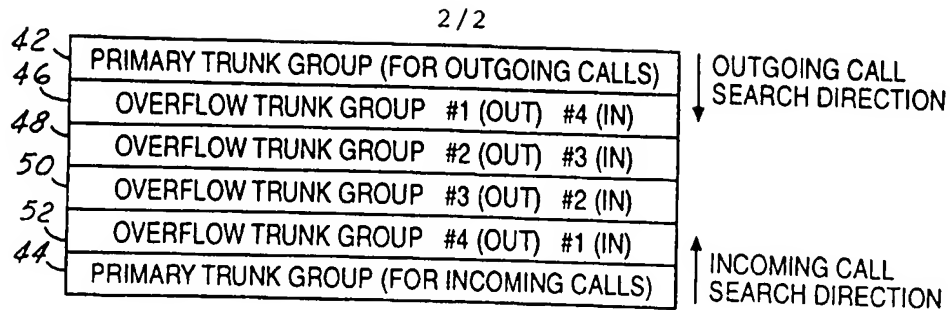 2/2
42 PRIMARY TRUNK GROUP (FOR OUTGOING CALLS)
46 OVERFLOW TRUNK GROUP #1 (OUT) #4 (IN)
48 OVERFLOW TRUNK GROUP #2 (OUT) #3 (IN)
50 OVERFLOW TRUNK GROUP #3 (OUT) #2 (IN)
52 OVERFLOW TRUNK GROUP #4 (OUT) #1 (IN)
44 PRIMARY TRUNK GROUP (FOR INCOMING CALLS)
OUTGOING CALL
SEARCH DIRECTION
INCOMING CALL
SEARCH DIRECTION